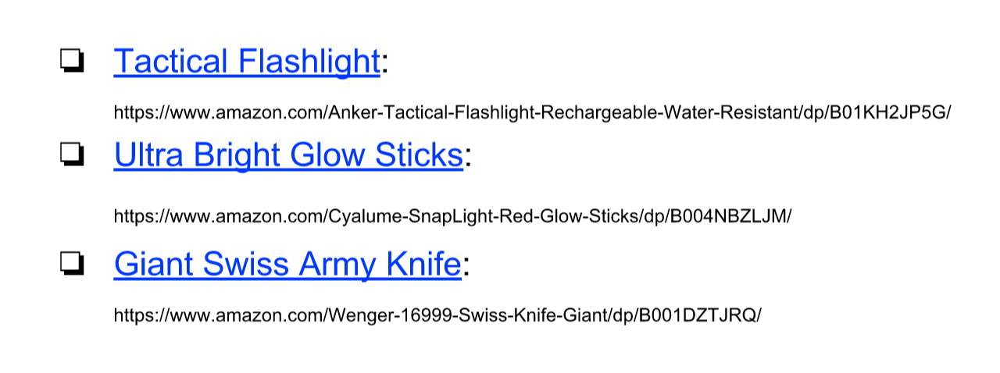 ❏ Tactical Flashlight:
https://www.amazon.com/Anker-Tactical-Flashlight-Rechargeable-Water-Resistant/dp/B01KH2JP5G/
❏ Ultra Bright Glow Sticks:
https://www.amazon.com/Cyalume-SnapLight-Red-Glow-Sticks/dp/B004NBZLJM/
❏ Giant Swiss Army Knife:
https://www.amazon.com/Wenger-16999-Swiss-Knife-Giant/dp/B001DZTJRQ/